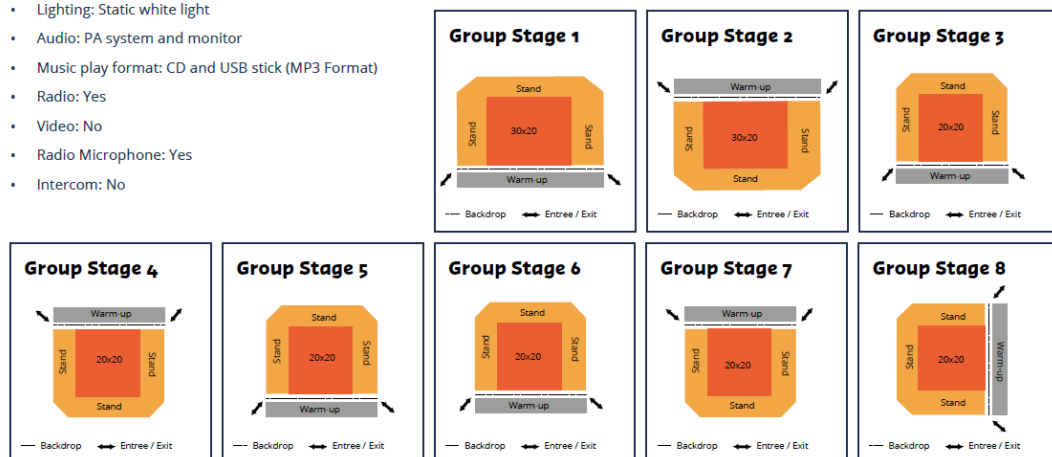 • Lighting: Static white light
• Audio: PA system and monitor
• Music play format: CD and USB stick (MP3 Format)
• Radio: Yes
• Video: No
• Radio Microphone: Yes
• Intercom: No
Group Stage 1
Stand
Stand
30x20
Stand
Warm-up
Backdrop
Entree / Exit
Group Stage 2
Warm-up
Stand
30x20
Stand
Stand
Backdrop
Entree / Exit
Group Stage 3
Stand
Stand
20x20
Stand
Warm-up
Backdrop
Entree / Exit
Group Stage 4
Warm-up
Stand
20x20
Stand
Stand
Backdrop
Entree / Exit
Group Stage 5
Stand
Stand
20x20
Stand
Warm-up
Backdrop
Entree / Exit
Group Stage 6
Stand
Stand
20x20
Stand
Warm-up
Backdrop
Entree / Exit
Group Stage 7
Warm-up
Stand
20x20
Stand
Stand
Backdrop
Entree / Exit
Group Stage 8
Stand
Stand
20x20
Warm-up
Stand
Backdrop
Entree / Exit